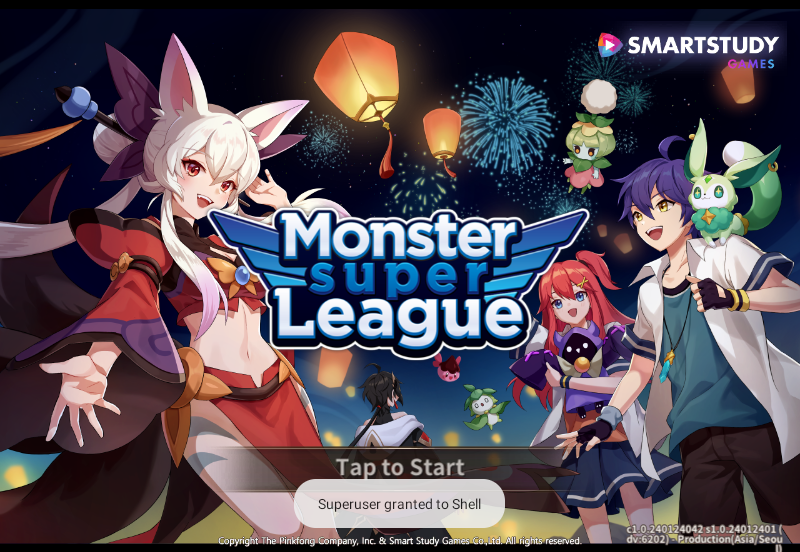 SMARTSTUDY
GAMES
Monster
super
League
Tap to Start
Superuser granted to Shell
c1.0.240124042 s1.0.24012401 (
dv:6202) - Production(Asia/Seou
Copyright The Pinkfong Company, Inc. & Smart Study Games Co.,Ltd. All rights reserved.